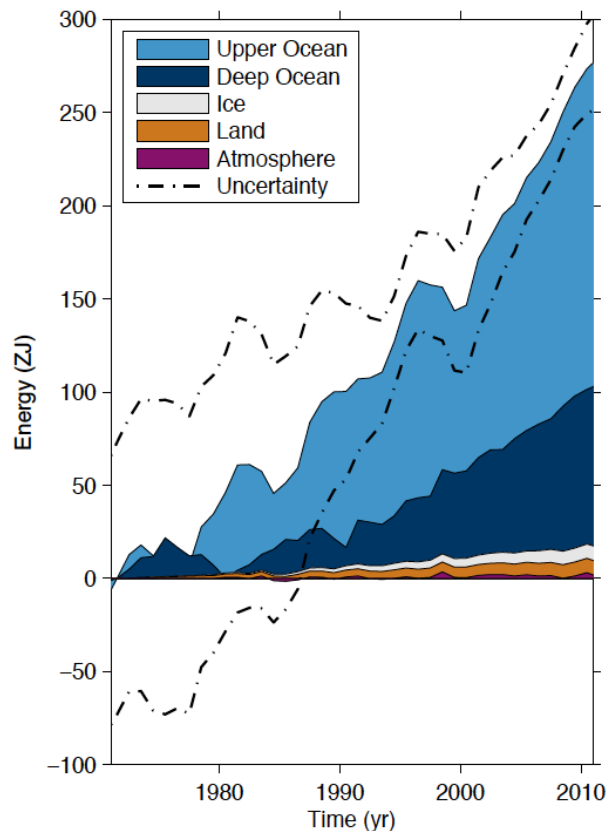 300
250
200
150
100
50
0
−50
−100
Energy (ZJ)
Upper Ocean
Deep Ocean
Ice
Land
Atmosphere
Uncertainty
1980 1990 2000 2010
Time (yr)